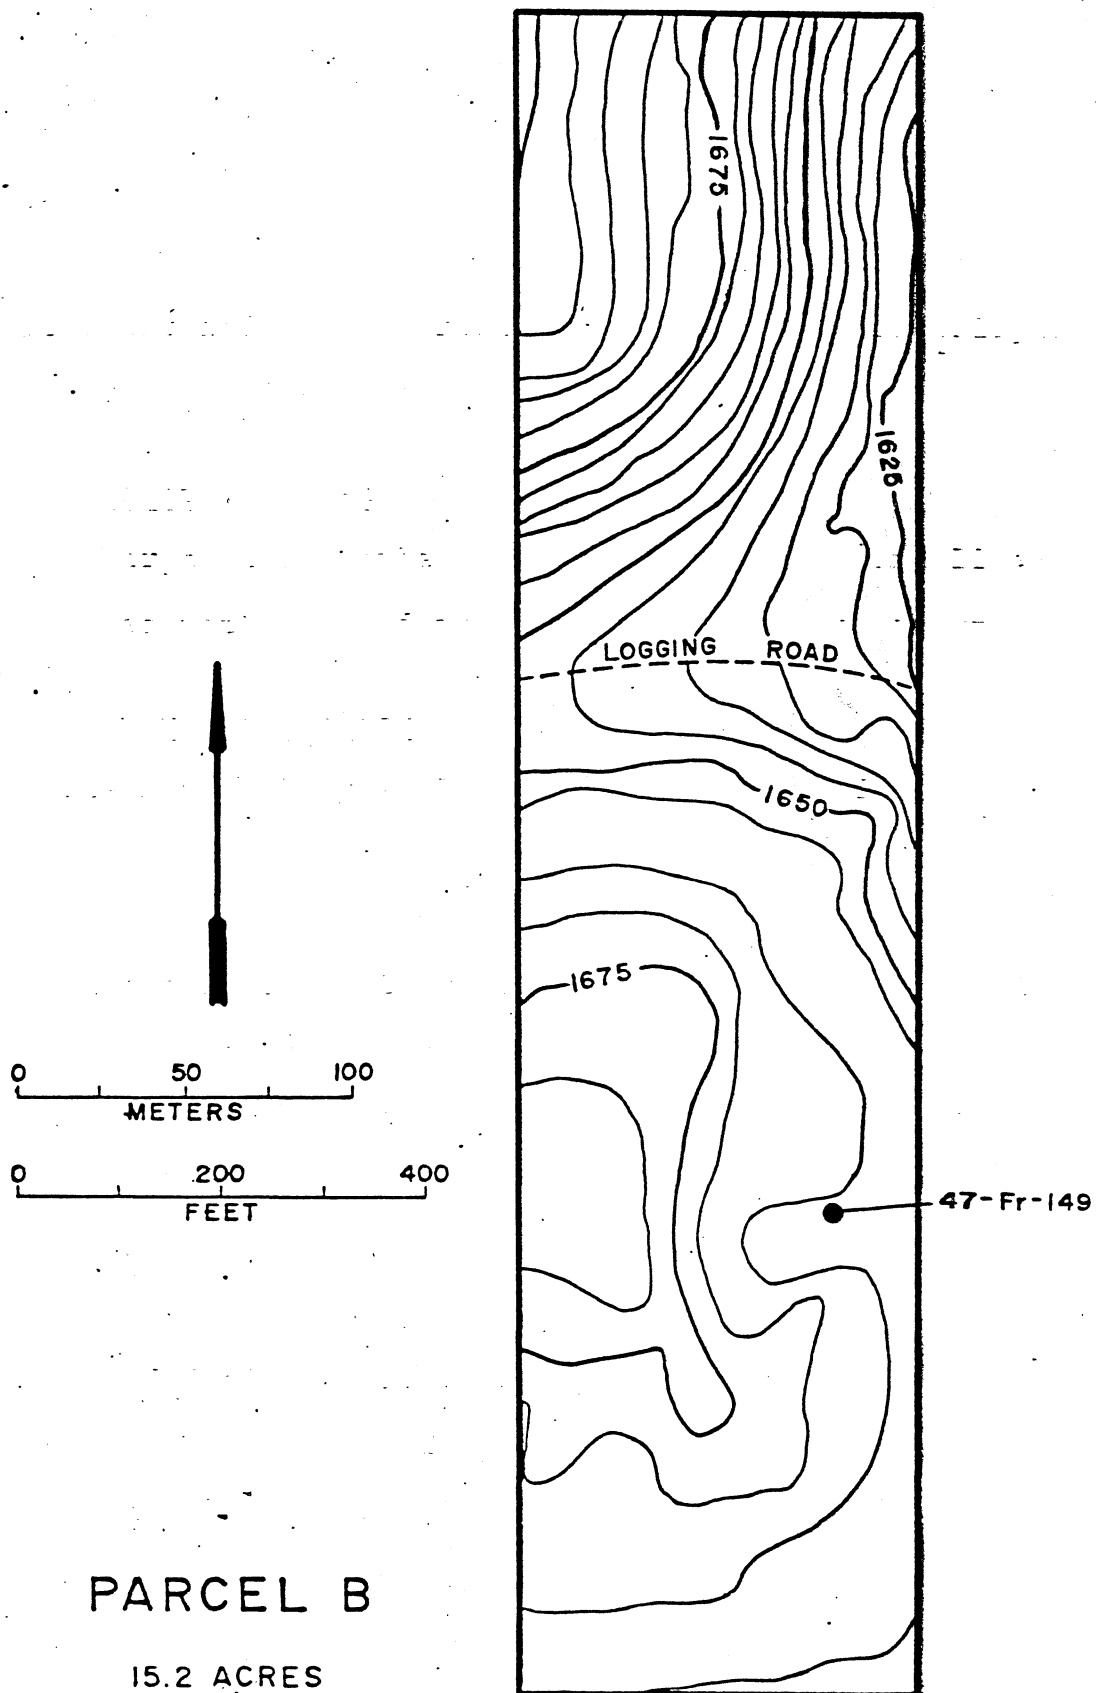 1675
1625
LOGGING ROAD
1650
1675
0 50 100
METERS
0 200 400
FEET
47-Fr-149
PARCEL B
15.2 ACRES